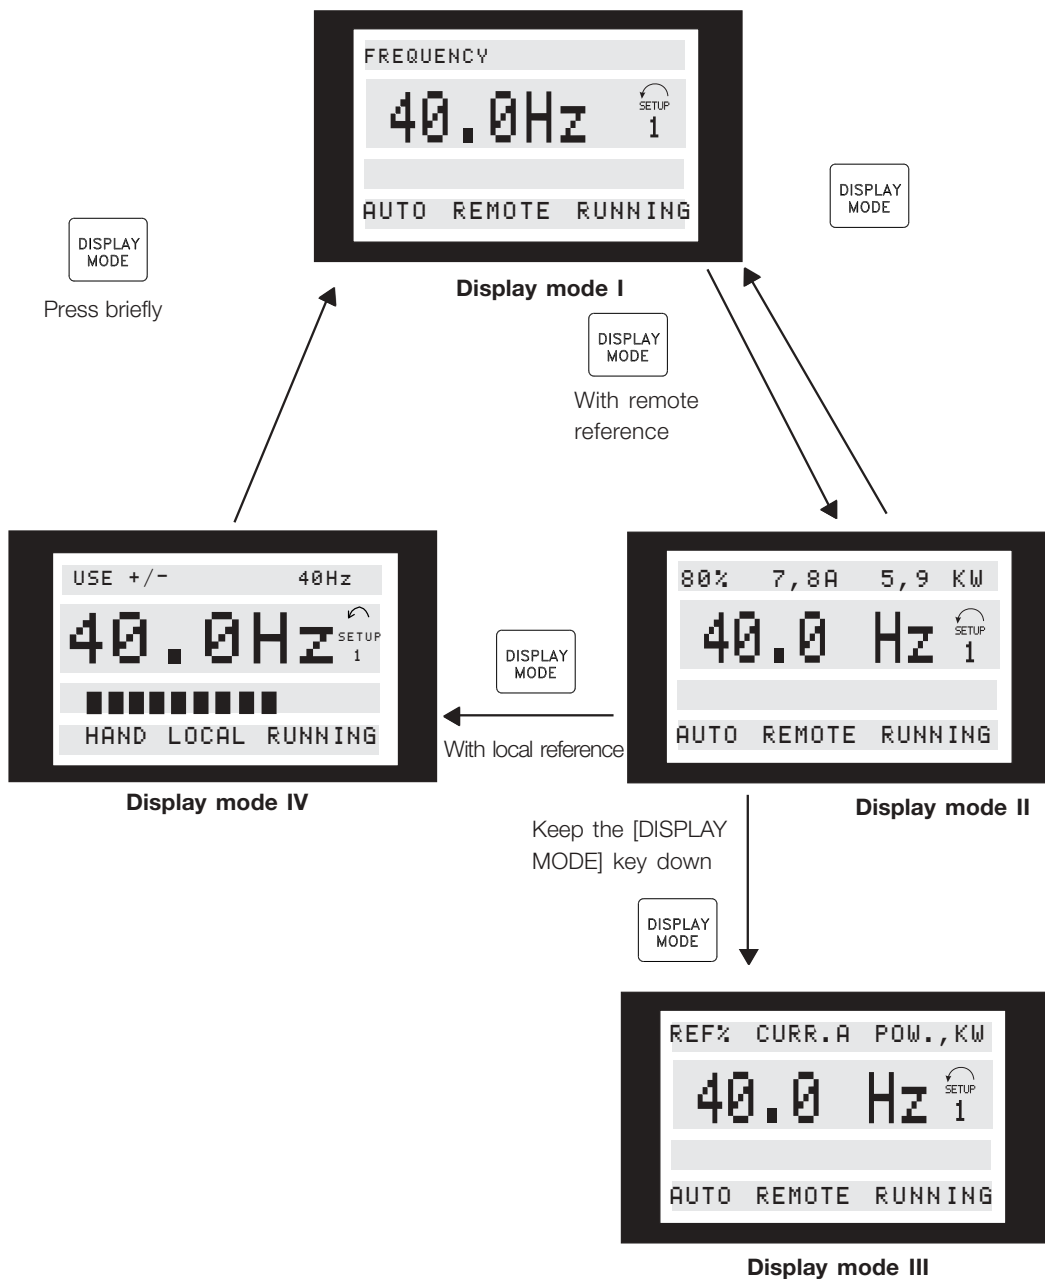 FREQUENCY
40.0Hz
SETUP
1
AUTO REMOTE RUNNING
Display mode I
DISPLAY
MODE
DISPLAY
MODE
Press briefly
DISPLAY
MODE
With remote
reference
USE +/-
40Hz
40.0Hz
SETUP
1
HAND LOCAL RUNNING
Display mode IV
DISPLAY
MODE
With local reference
80% 7,8A 5,9 KW
40.0 Hz
SETUP
1
AUTO REMOTE RUNNING
Display mode II
Keep the [DISPLAY
MODE] key down
DISPLAY
MODE
REF% CURR.A POW.,KW
40.0 Hz
SETUP
1
AUTO REMOTE RUNNING
Display mode III